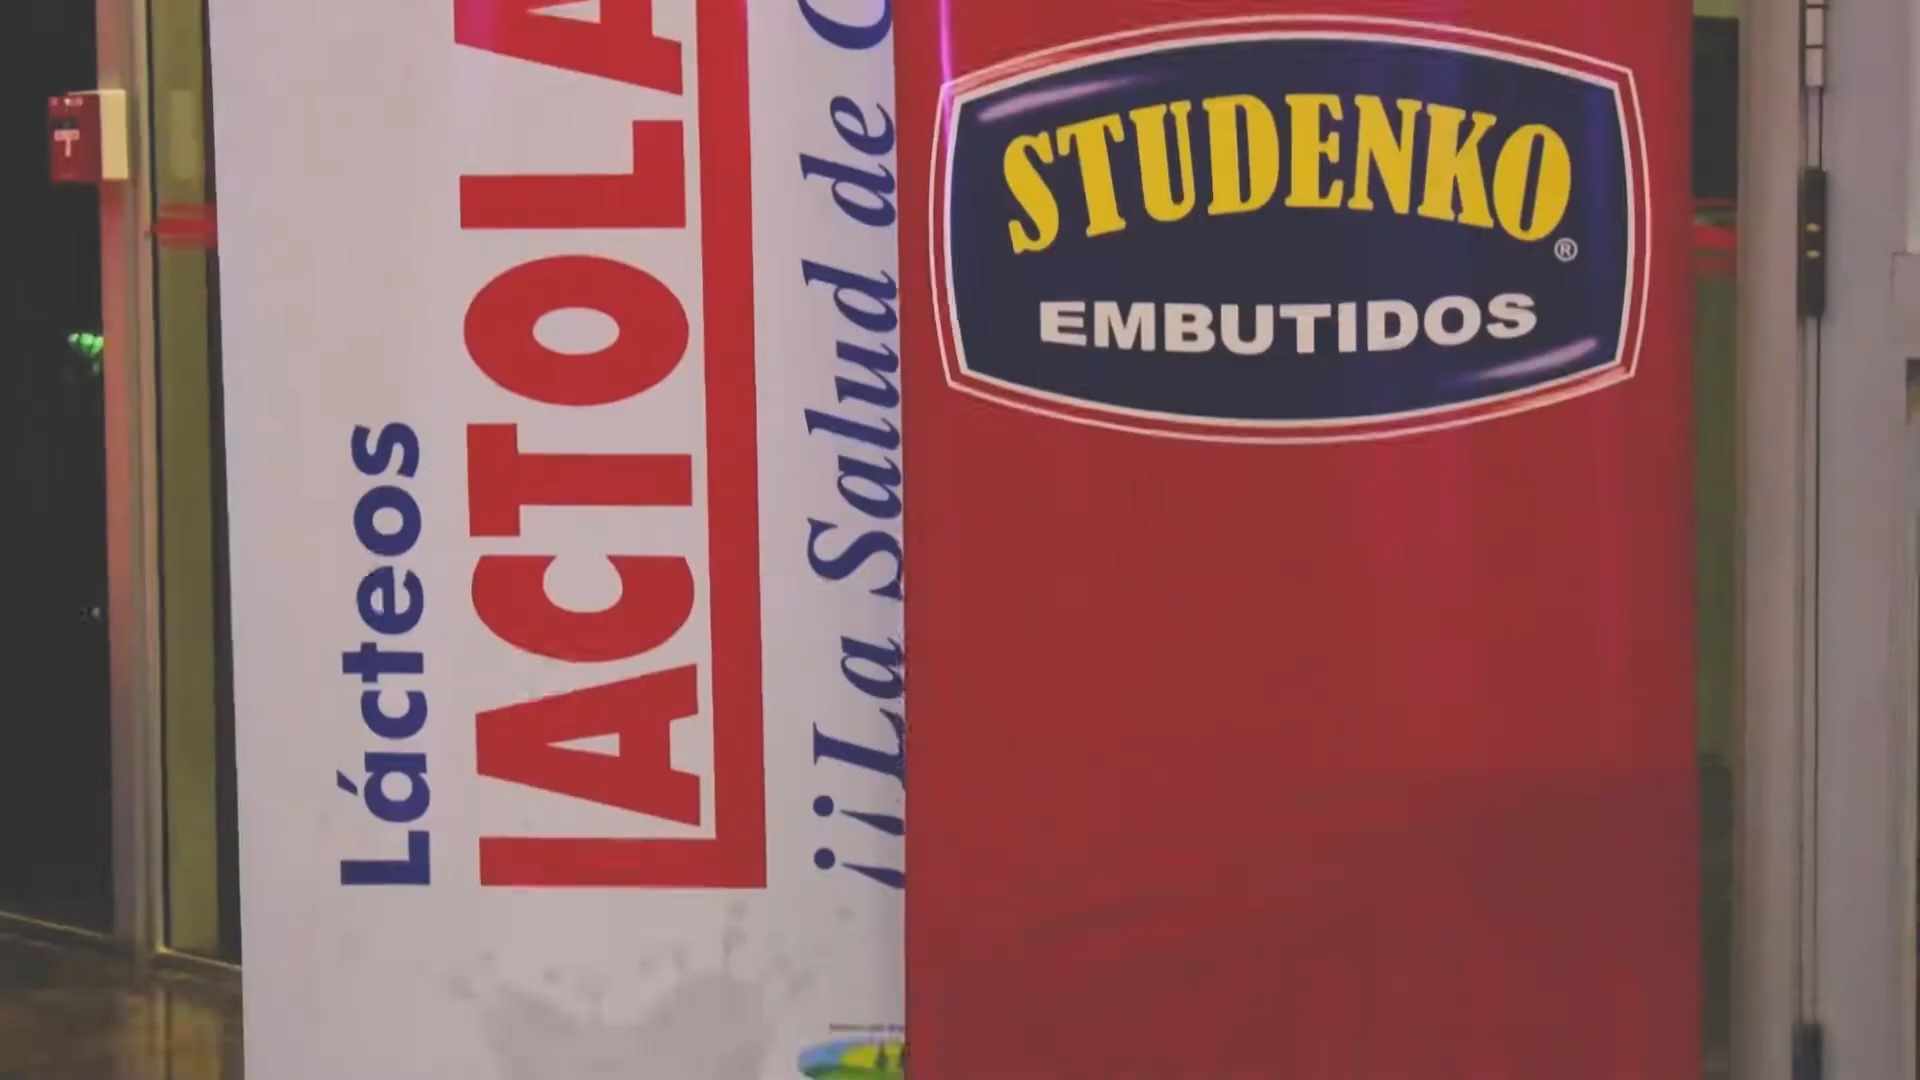 Lácteos
LACTOLA
¡¡La Salud de C
STUDENKO
®
EMBUTIDOS